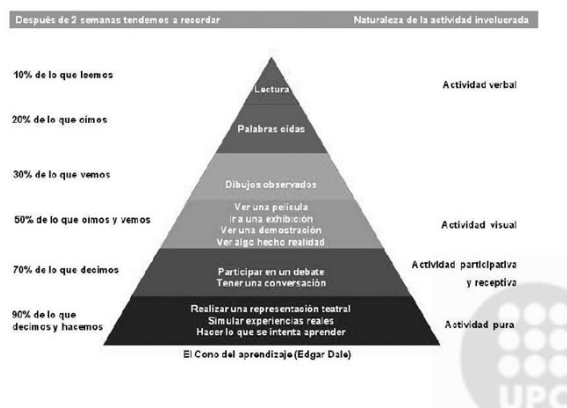 Después de 2 semanas tendemos a recordar
Naturaleza de la actividad involucrada
10% de lo que leemos
Lectura
Actividad verbal
20% de lo que oímos
Palabras oídas
30% de lo que vemos
Dibujos observados
50% de lo que oimos y vemos
Ver una película
Ir a una exhibición
Ver una demostración
Ver algo hecho realidad
Actividad visual
70% de lo que decimos
Participar en un debate
Tener una conversación
Actividad participativa
y receptiva
90% de lo que
decimos y hacemos
Realizar una representación teatral
Simular experiencias reales
Hacer lo que se intenta aprender
Actividad pura
El Cono del aprendizaje (Edgar Dale)
UPC